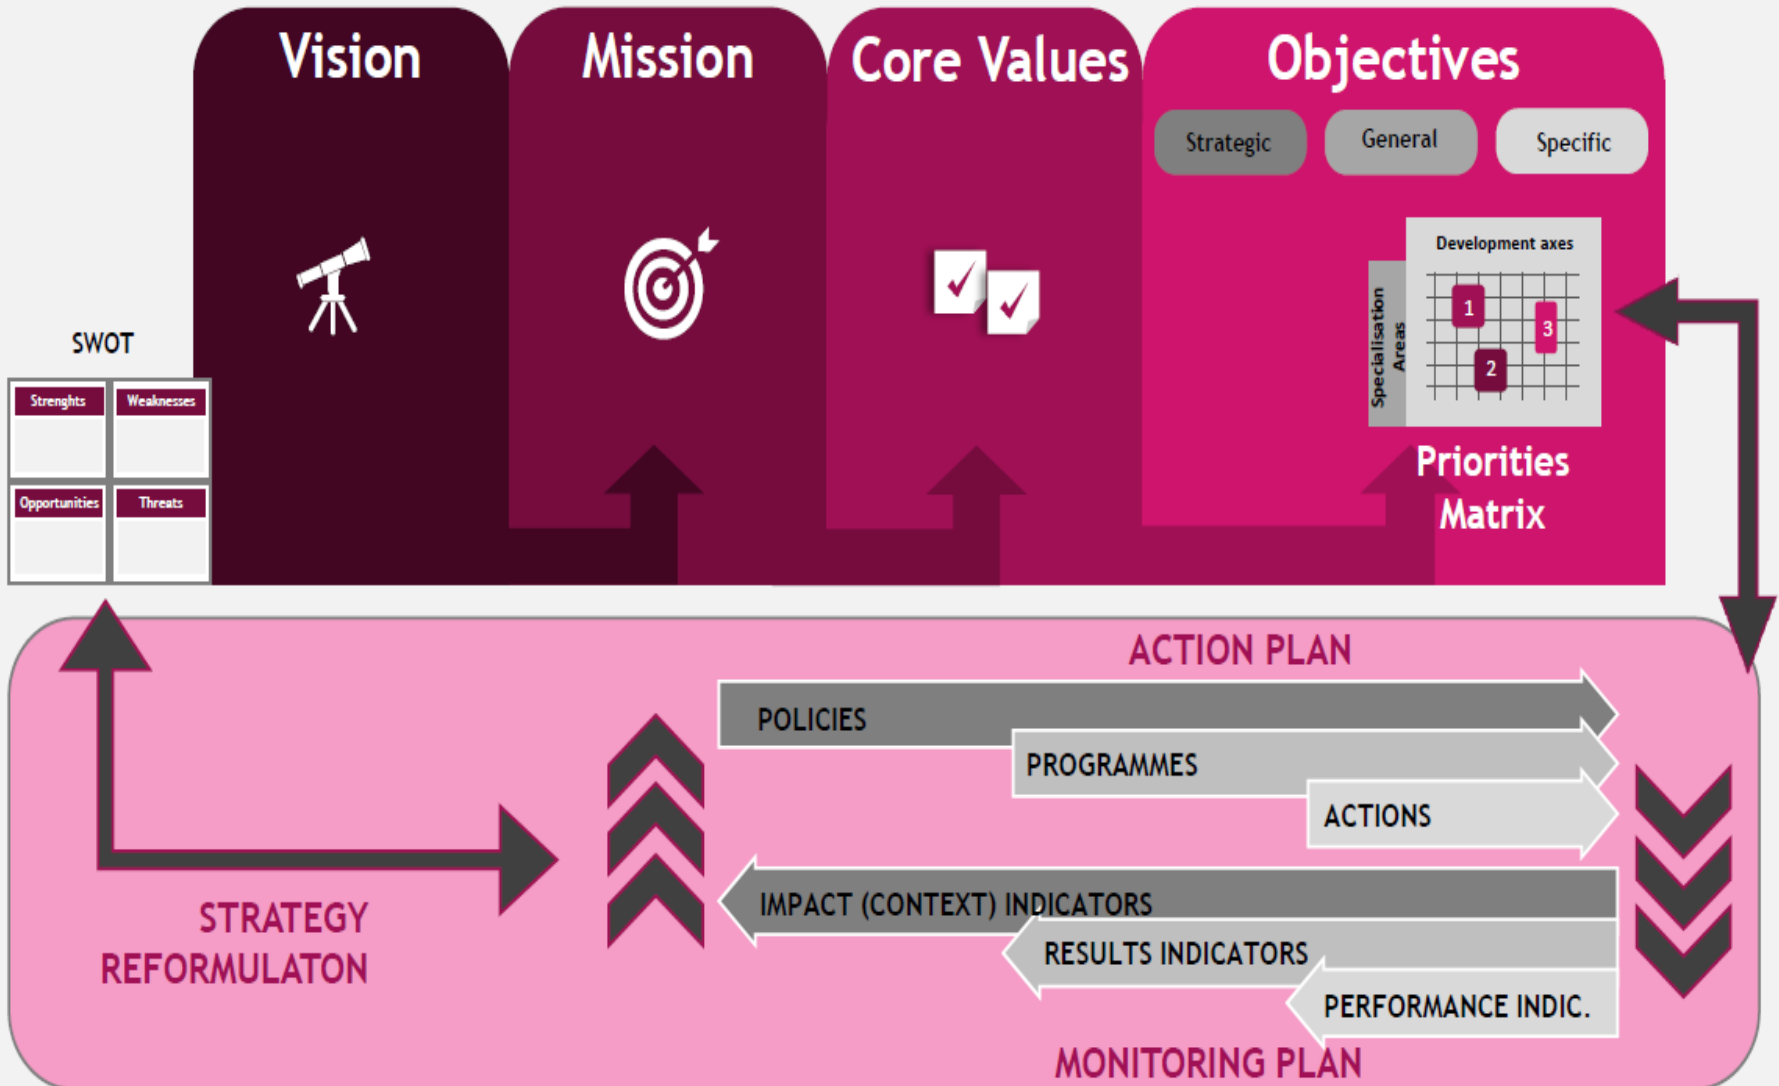 Vision
Mission
Core Values
Objectives
Strategic
General
Specific
Development axes
Specialisation
Areas
1
2
3
Priorities
Matrix
SWOT
Strenghts
Weaknesses
Opportunities
Threats
ACTION PLAN
POLICIES
PROGRAMMES
ACTIONS
IMPACT (CONTEXT) INDICATORS
RESULTS INDICATORS
PERFORMANCE INDIC.
MONITORING PLAN
STRATEGY
REFORMULATON